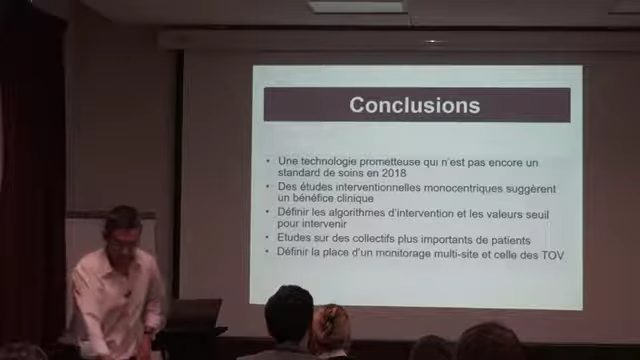 Conclusions
• Une technologie prometteuse qui n'est pas encore un
standard de soins en 2018
• Des études interventionnelles monocentriques suggèrent
un bénéfice clinique
• Définir les algorithmes d'intervention et les valeurs seuil
pour intervenir
• Etudes sur des collectifs plus importants de patients
• Définir la place d'un monitorage multi-site et celle des TOV